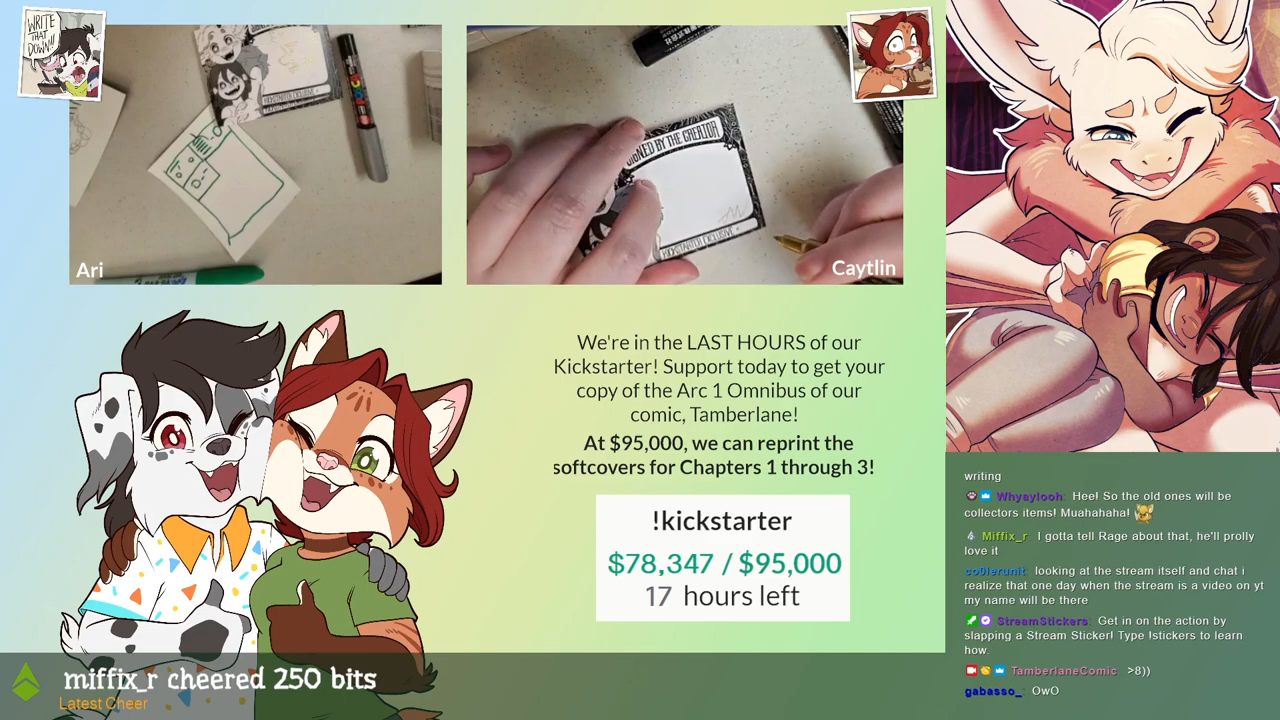 WRITE
THAT
DOWN!!
SIGNED BY THE CREATOR
KICKSTARTER EXCLUSIVE
POSCA
Ari
Caytlin
We're in the LAST HOURS of our
Kickstarter! Support today to get your
copy of the Arc 1 Omnibus of our
comic, Tamberlane!
At $95,000, we can reprint the
softcovers for Chapters 1 through 3!
!kickstarter
$78,347 / $95,000
17 hours left
miffix_r cheered 250 bits
Latest Cheer
writing
Whyaylooh: Hee! So the old ones will be
collectors items! Muahahaha!
Miffix_r: I gotta tell Rage about that, he'll prolly
love it
co0lerunit: looking at the stream itself and chat i
realize that one day when the stream is a video on yt
my name will be there
StreamStickers: Get in on the action by
slapping a Stream Sticker! Type !stickers to learn
how.
TamberlaneComic: >8))
gabasso_: OwO